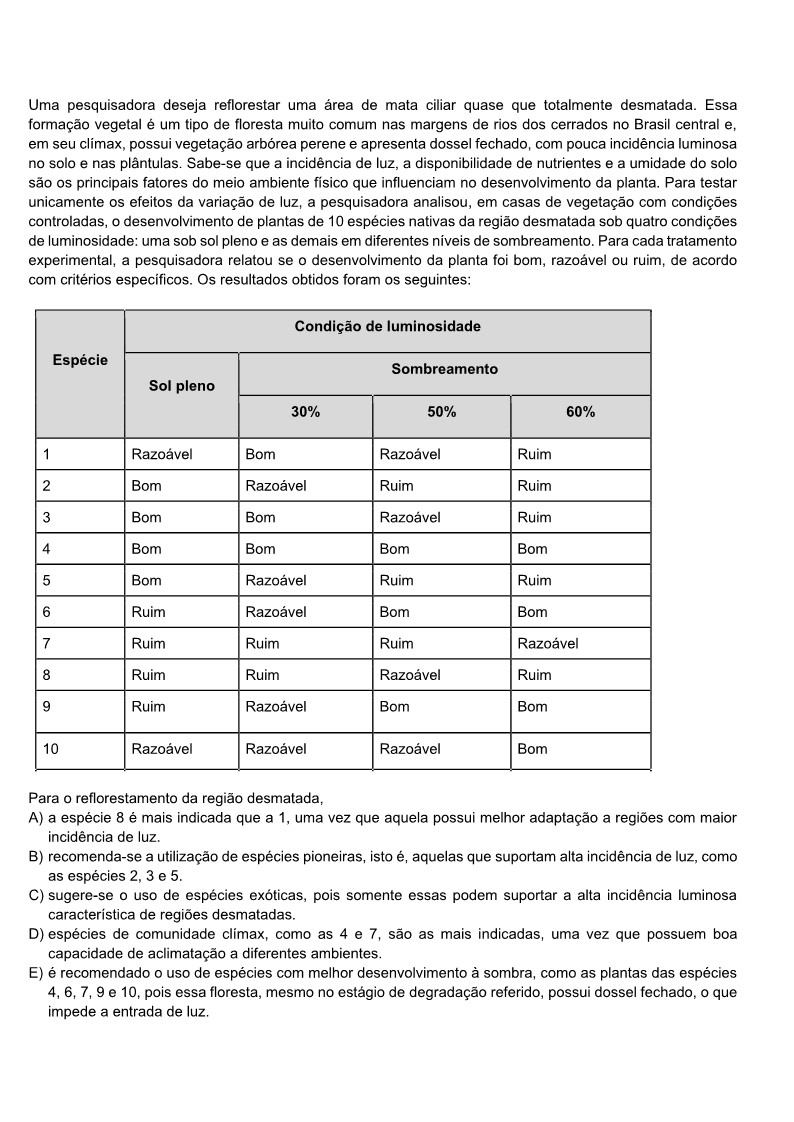 Uma pesquisadora deseja reflorestar uma área de mata ciliar quase que totalmente desmatada. Essa
formação vegetal é um tipo de floresta muito comum nas margens de rios dos cerrados no Brasil central e,
em seu clímax, possui vegetação arbórea perene e apresenta dossel fechado, com pouca incidência luminosa
no solo e nas plântulas. Sabe-se que a incidência de luz, a disponibilidade de nutrientes e a umidade do solo
são os principais fatores do meio ambiente físico que influenciam no desenvolvimento da planta. Para testar
unicamente os efeitos da variação de luz, a pesquisadora analisou, em casas de vegetação com condições
controladas, o desenvolvimento de plantas de 10 espécies nativas da região desmatada sob quatro condições
de luminosidade: uma sob sol pleno e as demais em diferentes níveis de sombreamento. Para cada tratamento
experimental, a pesquisadora relatou se o desenvolvimento da planta foi bom, razoável ou ruim, de acordo
com critérios específicos. Os resultados obtidos foram os seguintes:
Condição de luminosidade
Espécie
Sombreamento
Sol pleno
30% 50% 60%
1 Razoável Bom Razoável Ruim
2 Bom Razoável Ruim Ruim
3 Bom Bom Razoável Ruim
4 Bom Bom Bom Bom
5 Bom Razoável Ruim Ruim
6 Ruim Razoável Bom Bom
7 Ruim Ruim Ruim Razoável
8 Ruim Ruim Razoável Ruim
9 Ruim Razoável Bom Bom
10 Razoável Razoável Razoável Bom
Para o reflorestamento da região desmatada,
A) a espécie 8 é mais indicada que a 1, uma vez que aquela possui melhor adaptação a regiões com maior
incidência de luz.
B) recomenda-se a utilização de espécies pioneiras, isto é, aquelas que suportam alta incidência de luz, como
as espécies 2, 3 e 5.
C) sugere-se o uso de espécies exóticas, pois somente essas podem suportar a alta incidência luminosa
característica de regiões desmatadas.
D) espécies de comunidade clímax, como as 4 e 7, são as mais indicadas, uma vez que possuem boa
capacidade de aclimatação a diferentes ambientes.
E) é recomendado o uso de espécies com melhor desenvolvimento à sombra, como as plantas das espécies
4, 6, 7, 9 e 10, pois essa floresta, mesmo no estágio de degradação referido, possui dossel fechado, o que
impede a entrada de luz.